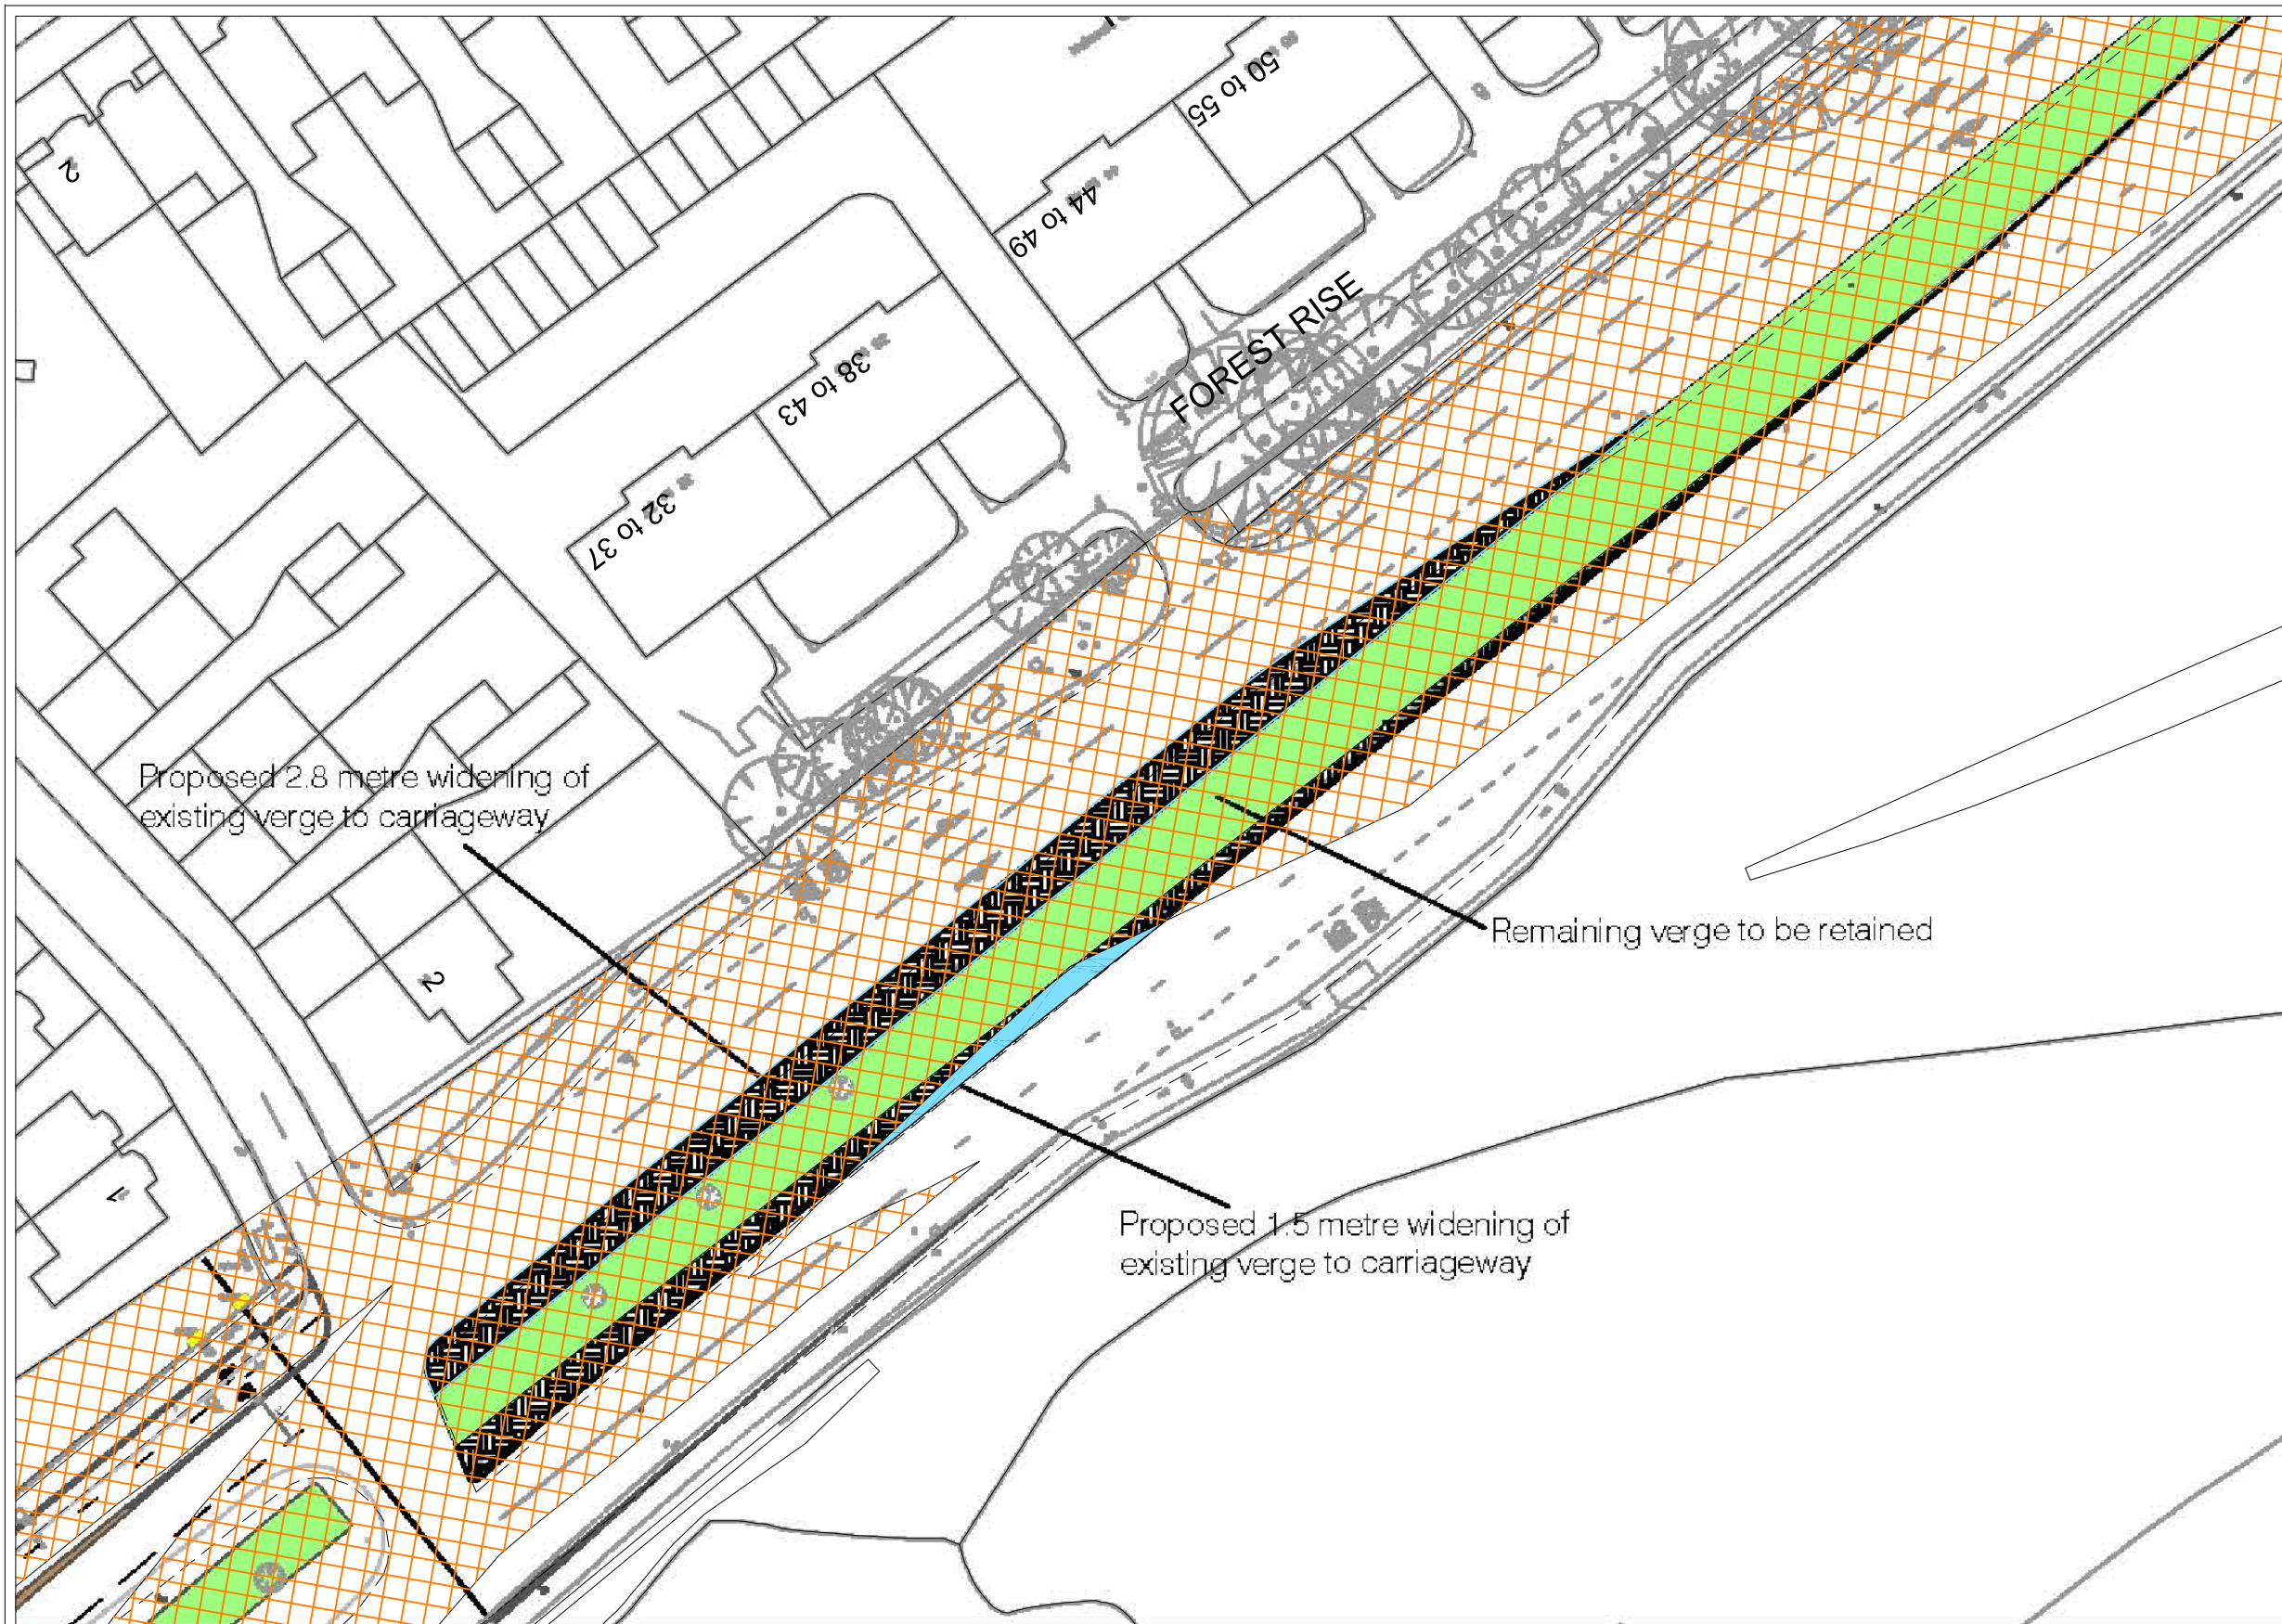 50 to 55
2
44 to 49
FOREST RISE
38 to 43
32 to 37
Proposed 2.8 metre widening of
existing verge to carriageway
Remaining verge to be retained
2
1
Proposed 1.5 metre widening of
existing verge to carriageway